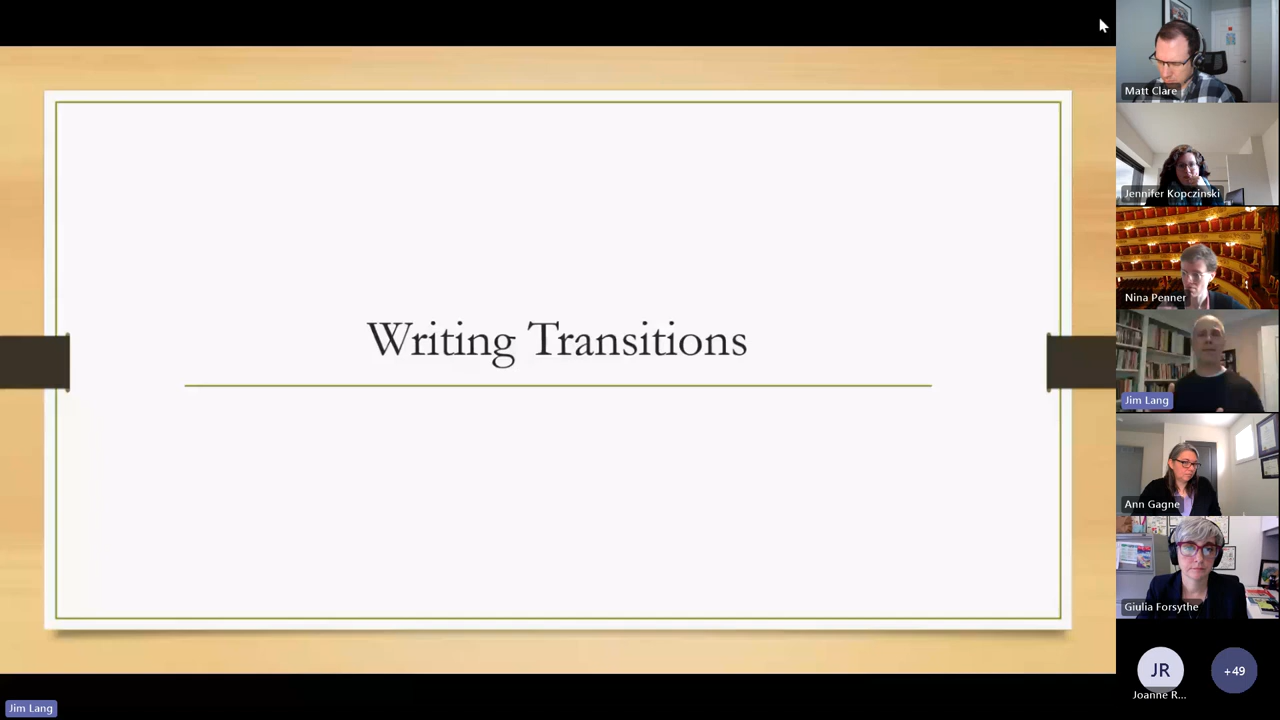 Writing Transitions
Matt Clare
Jennifer Kopczinski
Nina Penner
Jim Lang
Ann Gagne
Giulia Forsythe
JR
+49
Joanne R...
Jim Lang